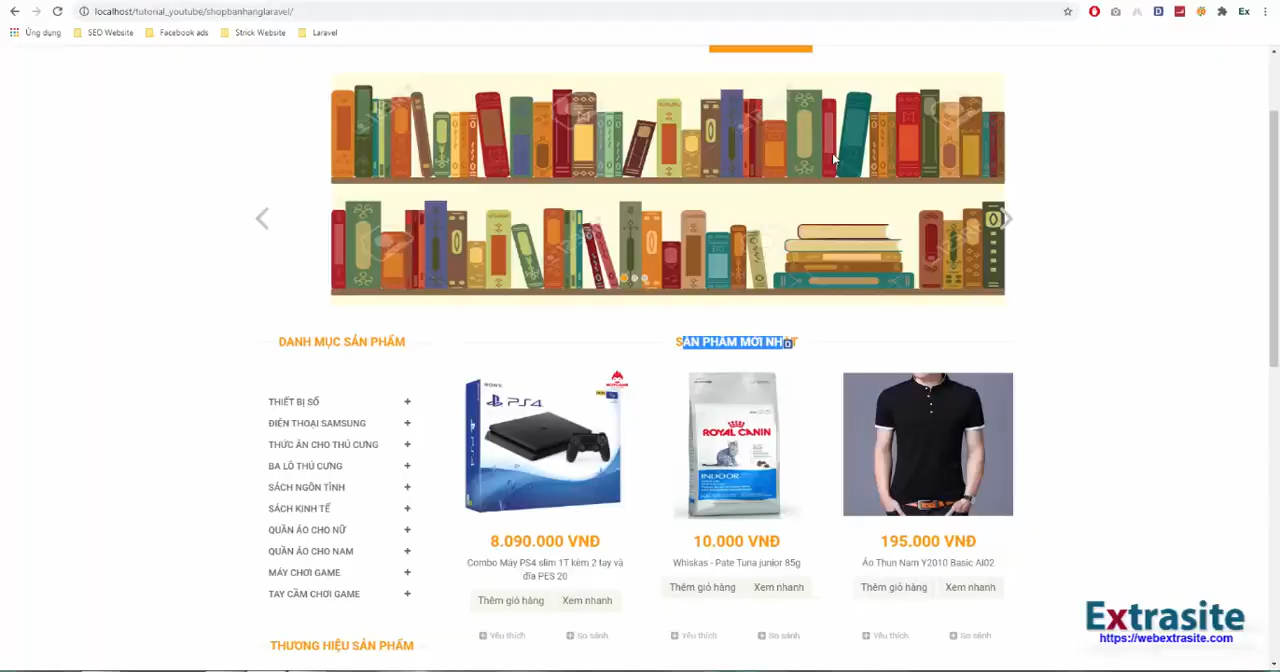 localhost/tutorial_youtube/shopbanhanglaravel/
Ex
Ứng dụng
SEO Website
Facebook ads
Strick Website
Laravel
DANH MỤC SẢN PHẨM
SẢN PHẨM MỚI NHẤT
THIẾT BỊ SỐ
ĐIỆN THOẠI SAMSUNG
THỨC ĂN CHO THÚ CƯNG
BA LÔ THÚ CƯNG
SÁCH NGÔN TÌNH
SÁCH KINH TẾ
QUẦN ÁO CHO NỮ
QUẦN ÁO CHO NAM
MÁY CHƠI GAME
TAY CẦM CHƠI GAME
THƯƠNG HIỆU SẢN PHẨM
SONY
PS4
8.090.000 VNĐ
Combo Máy PS4 slim 1T kèm 2 tay và
đĩa PES 20
Thêm giỏ hàng
Xem nhanh
Yêu thích
So sánh
ROYAL CANIN
INDOOR
10.000 VNĐ
Whiskas - Pate Tuna junior 85g
Thêm giỏ hàng
Xem nhanh
Yêu thích
So sánh
195.000 VNĐ
Áo Thun Nam Y2010 Basic AI02
Thêm giỏ hàng
Xem nhanh
Yêu thích
So sánh
Extrasite
https://webextrasite.com